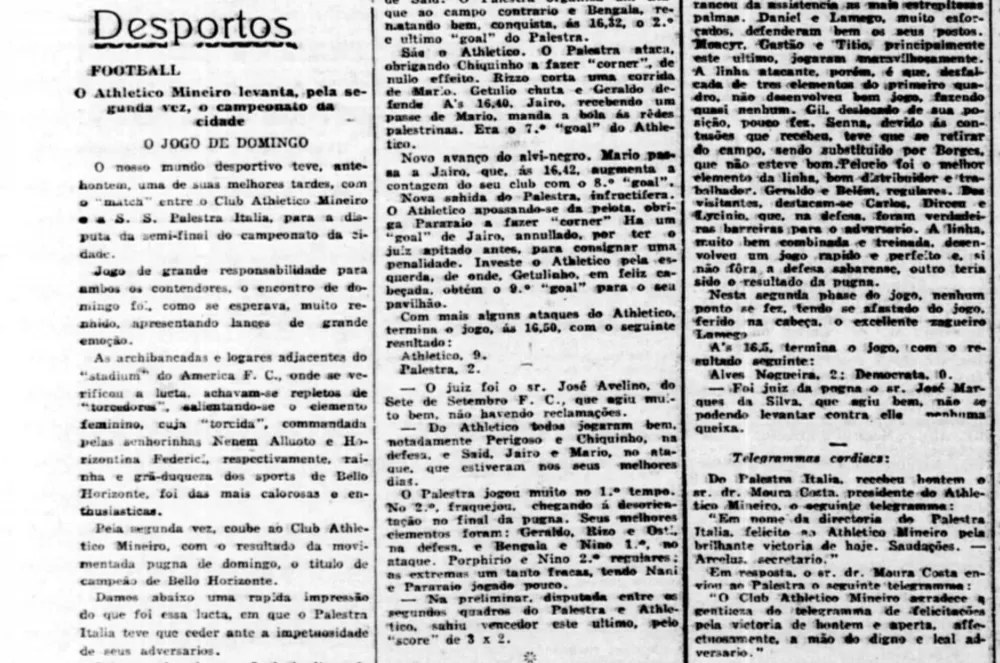 Desportos
FOOTBALL
O Athletico Mineiro levanta, pela se-
gunda vez, o campeonato da
cidade
O JOGO DE DOMINGO
O nosso mundo desportivo teve, ante-
hontem, uma de suas melhores tardes, com
o "match" entre o Club Athletico Mineiro
e a S. S. Palestra Italia, para a dis-
puta da semi-final do campeonato da ci-
dade.
Jogo de grande responsabilidade para
ambos os contendores, o encontro de do-
mingo foi, como se esperava, muito re-
nhido, apresentando lances de grande
emoção.
As archibancadas e logares adjacentes do
"stadium" do America F. C., onde se ve-
rificou a lucta, achavam-se repletos de
"torcedores", salientando-se o elemento
feminino, cuja "torcida", commandada
pelas senhorinhas Nenem Alluoto e Ho-
rizontina Federici, respectivamente, rai-
nha e grã-duqueza dos sports de Bello
Horizonte, foi das mais calorosas e en-
thusiasticas.
Pela segunda vez, coube ao Club Athle-
tico Mineiro, com o resultado da movi-
mentada pugna de domingo, o titulo de
campeão de Bello Horizonte.
Damos abaixo uma rapida impressão
do que foi essa lucta, em que o Palestra
Italia teve que ceder ante a impetuosidade
de seus adversarios.
que ao campo contrario e Bengala, re-
matando bem, conquista, ás 16,32, o 2.º
e ultimo "goal" do Palestra.
Sáe o Athletico. O Palestra ataca,
obrigando Chiquinho a fazer "corner", de
nullo effeito. Rizzo corta uma corrida
de Mario. Getulio chuta e Geraldo de-
fende A's 16,40, Jairo, recebendo um
passe de Mario, manda a bola ás rêdes
palestrinas. Era o 7.º "goal" do Athle-
tico.
Novo avanço do alvi-negro. Mario pas-
sa a Jairo, que, ás 16,42, augmenta a
contagem do seu club com o 8.º "goal".
Nova sahida do Palestra, infructifera.
O Athletico apossando-se da pelota, obri-
ga Pararaio a fazer "corner" Ha um
"goal" de Jairo, annullado, por ter o
juiz apitado antes, para consignar uma
penalidade. Investe o Athletico pela es-
querda, de onde, Getulinho, em feliz ca-
beçada, obtém o 9.º "goal" para o seu
pavilhão.
Com mais alguns ataques do Athletico,
termina o jogo, ás 16,50, com o seguinte
resultado:
Athletico, 9.
Palestra, 2.
— O juiz foi o sr. José Avelino, do
Sete de Setembro F. C., que agiu mui-
to bem, não havendo reclamações.
— Do Athletico todos jogaram bem,
notadamente Perigoso e Chiquinho, na
defesa, e Said, Jairo e Mario, no ata-
que, que estiveram nos seus melhores
dias.
O Palestra jogou muito no 1.º tempo.
No 2.º, fraquejou, chegando á desorien-
tação no final da pugna. Seus melhores
elementos foram: Geraldo, Rizo e
na defesa, e Bengala e Nino 1.º, no
ataque. Porphirio e Nino 2.º regulares;
as extremas um tanto fracas, tendo Nani
e Pararaio jogado pouco
— Na preliminar, disputada entre os
segundos quadros do Palestra e Athle-
tico, sahiu vencedor este ultimo, pelo
"score" de 3 x 2.
rancou da assistencia as mais estrepitosas
palmas. Daniel e Lamego, muito esfor-
çados, defenderam bem os seus postos.
Moacyr, Gastão e Titio, principalmente
este ultimo, jogaram maravilhosamente.
A linha atacante, porém, é que, desfal-
cada de tres elementos do primeiro qua-
dro, não desenvolveu bom jogo, fazendo
quasi nenhum. Gil, deslocado de sua po-
sição, pouco fez. Senna, devido ás con-
tusões que recebeu, teve que se retirar
do campo, sendo substituido por Borges,
que não esteve bom. Pelucio foi o melhor
elemento da linha, bom distribuidor e tra-
balhador. Geraldo e Belém, regulares. Dos
visitantes, destacam-se Carlos, Dirceu e
Lycinio, que, na defesa, foram verdadei-
ras barreiras para o adversario. A linha,
muito bem combinada e treinada, desen-
volveu um jogo rapido e perfeito e, si
não fôra, a defesa sabarense, outro teria
sido o resultado da pugna.
Nesta segunda phase do jogo, nenhum
ponto se fez, tendo se afastado do jogo,
ferido na cabeça, o excellente zagueiro
Lamego
A's 16,5, termina o jogo, com o re-
sultado seguinte:
Alves Nogueira, 2; Democrata, 0.
— Foi juiz da pugna o sr. José Mar-
ques da Silva, que agiu bem, não se
podendo levantar contra elle nenhuma
queixa.
Telegrammas cordiaes:
Do Palestra Italia, recebeu hontem o
sr. dr. Moura Costa, presidente do Athle-
tico Mineiro, o seguinte telegramma:
"Em nome da directoria do Palestra
Italia, felicito ao Athletico Mineiro pela
brilhante victoria de hoje. Saudações. —
secretario."
Em resposta, o sr. dr. Moura Costa en-
viou ao Palestra o seguinte telegramma:
"O Club Athletico Mineiro agradece a
gentileza do telegramma de felicitações
pela victoria de hontem e aperta, affe-
ctuosamente, a mão do digno e leal ad-
versario."